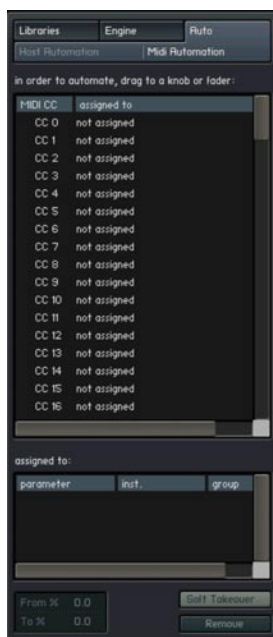 Libraries Engine Auto
Host Automation Midi Automation
in order to automate, drag to a knob or fader:
MIDI CC assigned to
CC 0 not assigned
CC 1 not assigned
CC 2 not assigned
CC 3 not assigned
CC 4 not assigned
CC 5 not assigned
CC 6 not assigned
CC 7 not assigned
CC 8 not assigned
CC 9 not assigned
CC 10 not assigned
CC 11 not assigned
CC 12 not assigned
CC 13 not assigned
CC 14 not assigned
CC 15 not assigned
CC 16 not assigned
assigned to:
parameter inst. group
From % 0.0 Soft Takeover
To % 0.0 Remove